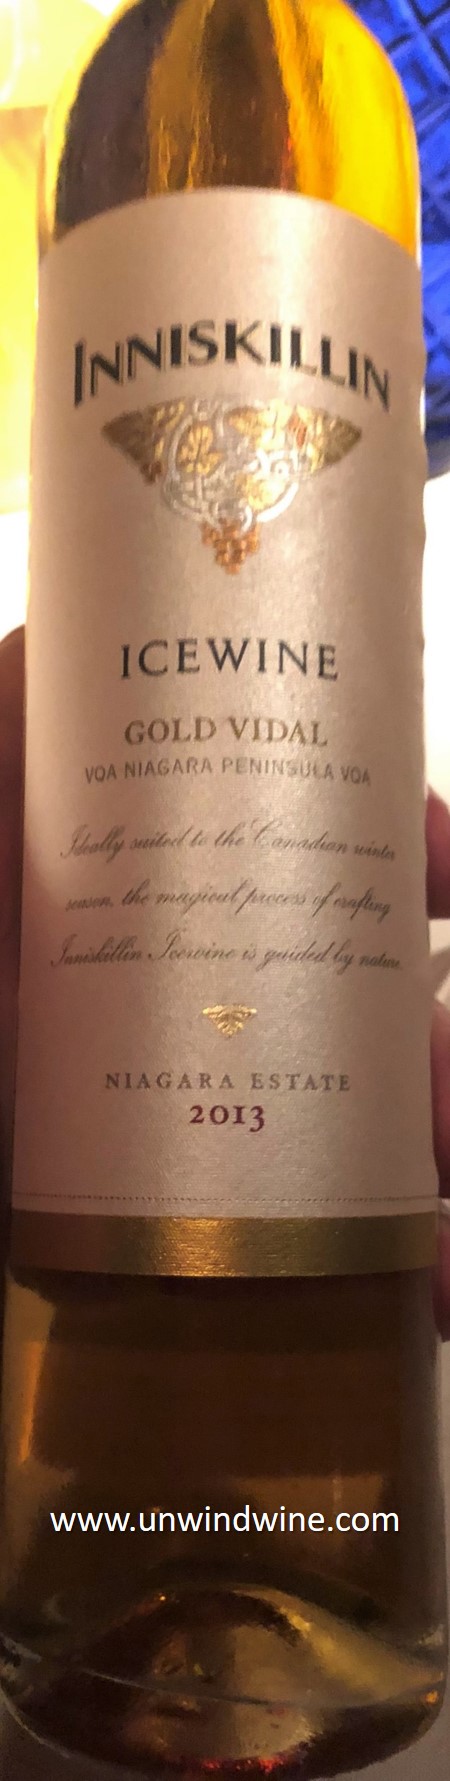 INNISKILLIN
ICEWINE
GOLD VIDAL
VQA NIAGARA PENINSULA VQA
Ideally suited to the Canadian winter
season, the magical process of crafting
Inniskillin Icewine is guided by nature.
NIAGARA ESTATE
2013
www.unwindwine.com